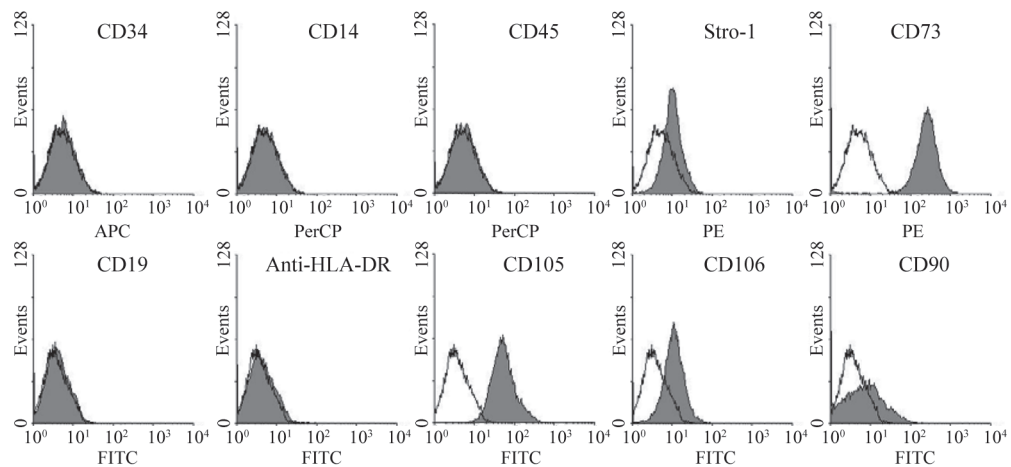 CD34
CD14
CD45
Stro-1
CD73
128
128
128
128
128
Events
Events
Events
Events
Events
0
0
0
0
0
10⁰ 10¹ 10² 10³ 10⁴
10⁰ 10¹ 10² 10³ 10⁴
10⁰ 10¹ 10² 10³ 10⁴
10⁰ 10¹ 10² 10³ 10⁴
10⁰ 10¹ 10² 10³ 10⁴
APC
PerCP
PerCP
PE
PE
CD19
Anti-HLA-DR
CD105
CD106
CD90
128
128
128
128
128
Events
Events
Events
Events
Events
0
0
0
0
0
10⁰ 10¹ 10² 10³ 10⁴
10⁰ 10¹ 10² 10³ 10⁴
10⁰ 10¹ 10² 10³ 10⁴
10⁰ 10¹ 10² 10³ 10⁴
10⁰ 10¹ 10² 10³ 10⁴
FITC
FITC
FITC
FITC
FITC